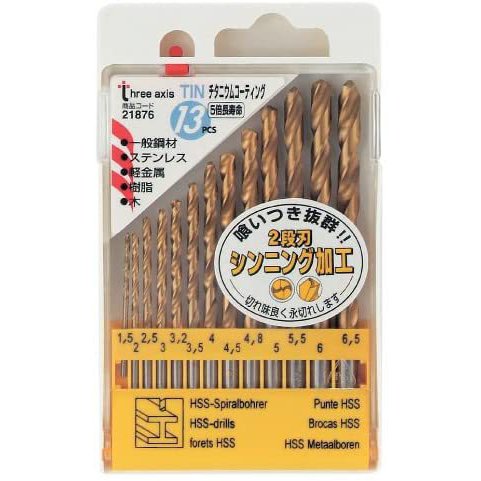 three axis
商品コード
21876
TIN チタニウムコーティング
13 PCS
5倍長寿命
●一般鋼材
●ステンレス
●軽金属
●樹脂
●木
喰いつき抜群!!
2段刃
シンニング加工
切れ味良く永切れします
1,5 2,5 3,2 4 4,8 5,5 6,5
2 3 3,5 4,5 5 6
HSS-Spiralbohrer
HSS-drills
forets HSS
Punte HSS
Brocas HSS
HSS Metaalboren